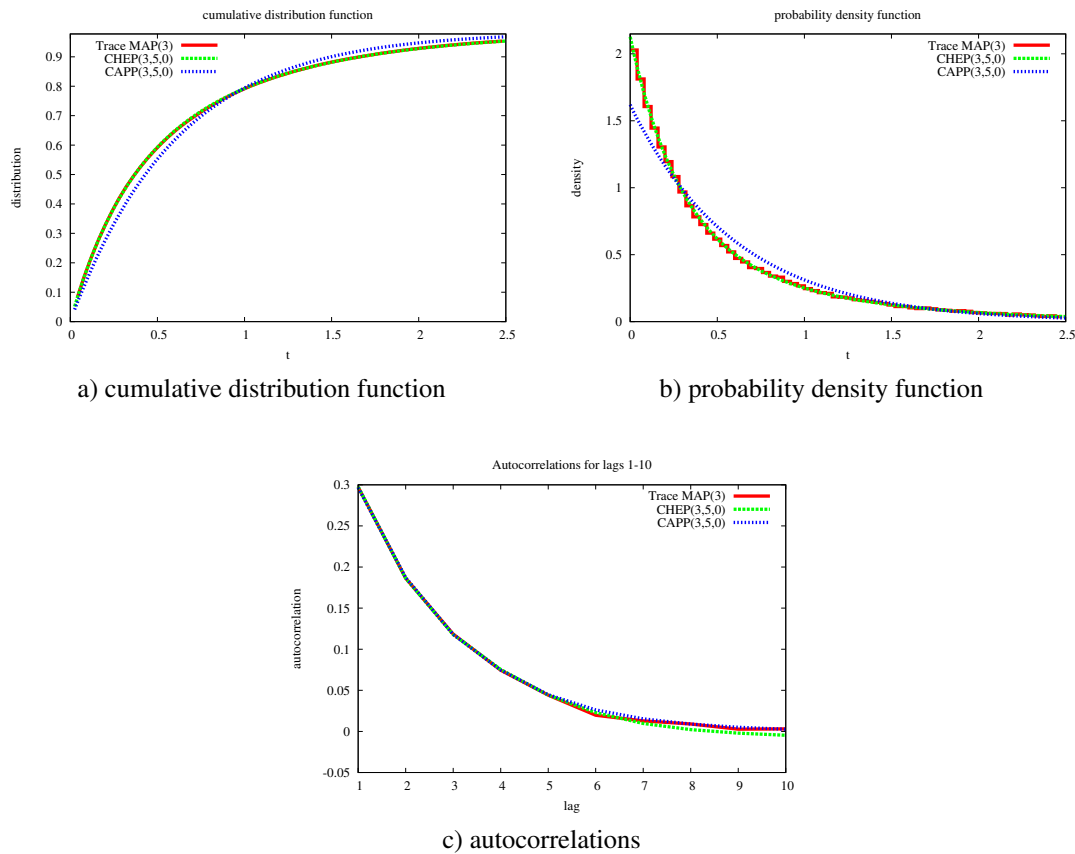 cumulative distribution function
Trace MAP(3)
CHEP(3,5,0)
CAPP(3,5,0)
0.9
0.8
0.7
0.6
0.5
0.4
0.3
0.2
0.1
0
distribution
0
0.5
1
1.5
2
2.5
t
a) cumulative distribution function
probability density function
Trace MAP(3)
CHEP(3,5,0)
CAPP(3,5,0)
2
1.5
1
0.5
0
density
0
0.5
1
1.5
2
2.5
t
b) probability density function
Autocorrelations for lags 1-10
Trace MAP(3)
CHEP(3,5,0)
CAPP(3,5,0)
0.3
0.25
0.2
0.15
0.1
0.05
0
-0.05
autocorrelation
1
2
3
4
5
6
7
8
9
10
lag
c) autocorrelations